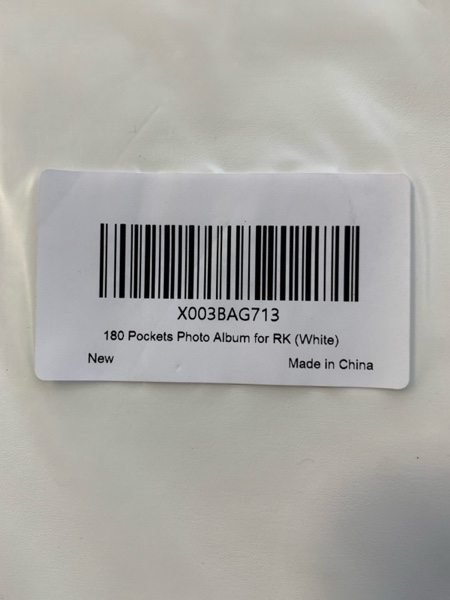 X003BAG713
180 Pockets Photo Album for RK (White)
New
Made in China